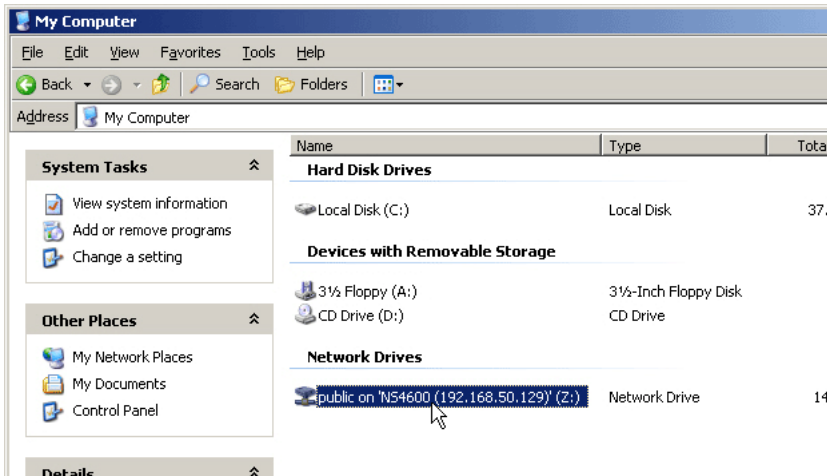 My Computer
File Edit View Favorites Tools Help
Back Search Folders
Address My Computer
Name Type Tota
System Tasks
View system information
Add or remove programs
Change a setting
Other Places
My Network Places
My Documents
Control Panel
Details
Hard Disk Drives
Local Disk (C:) Local Disk 37.
Devices with Removable Storage
3½ Floppy (A:) 3½-Inch Floppy Disk
CD Drive (D:) CD Drive
Network Drives
public on 'NS4600 (192.168.50.129)' (Z:) Network Drive 14